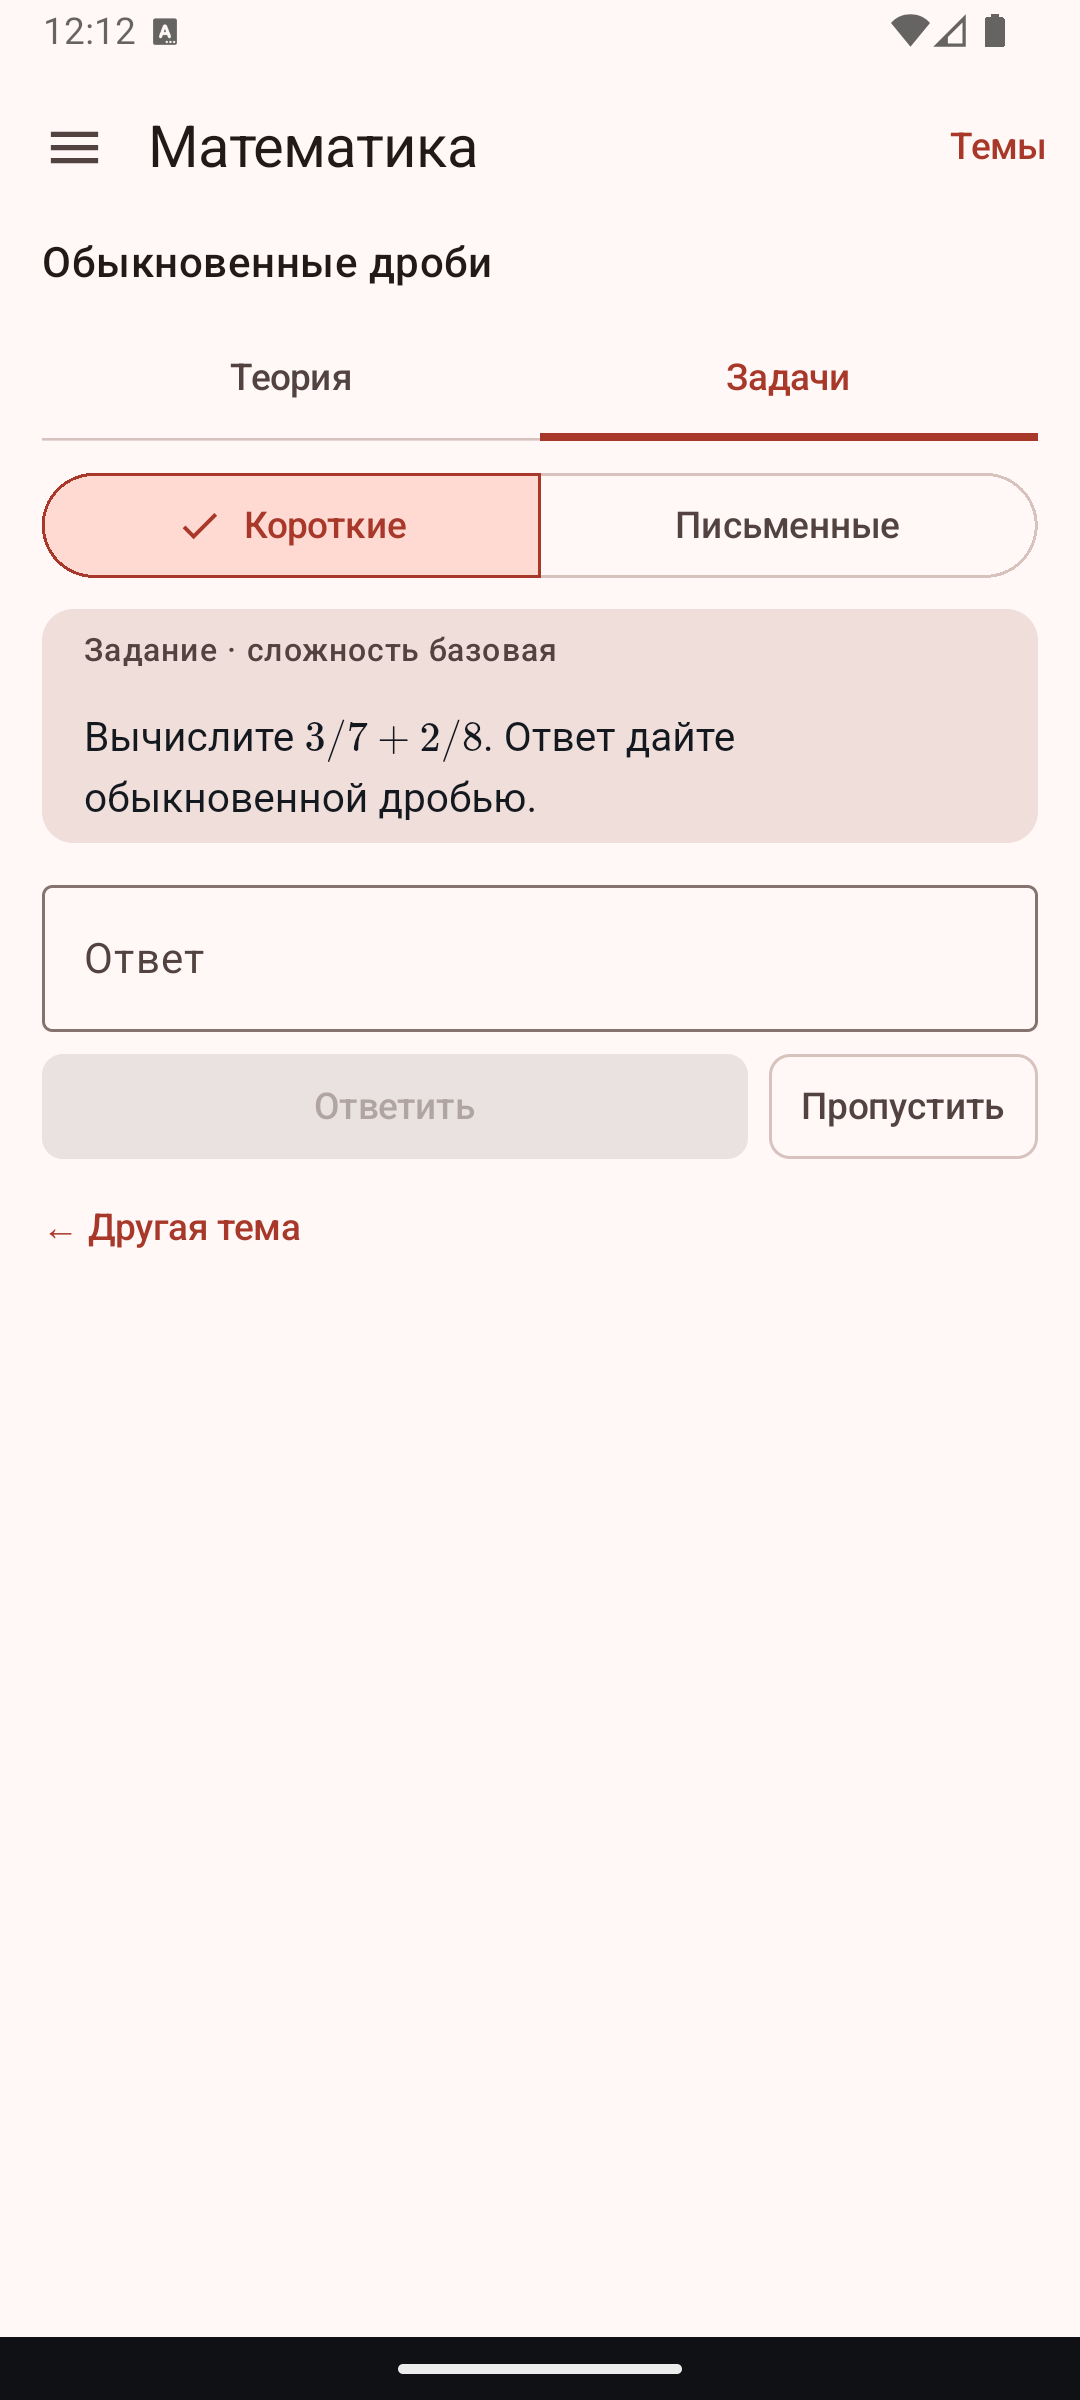 12:12
Математика
Темы
Обыкновенные дроби
Теория
Задачи
Короткие
Письменные
Задание · сложность базовая
Вычислите 3/7 + 2/8. Ответ дайте
обыкновенной дробью.
Ответ
Ответить
Пропустить
← Другая тема